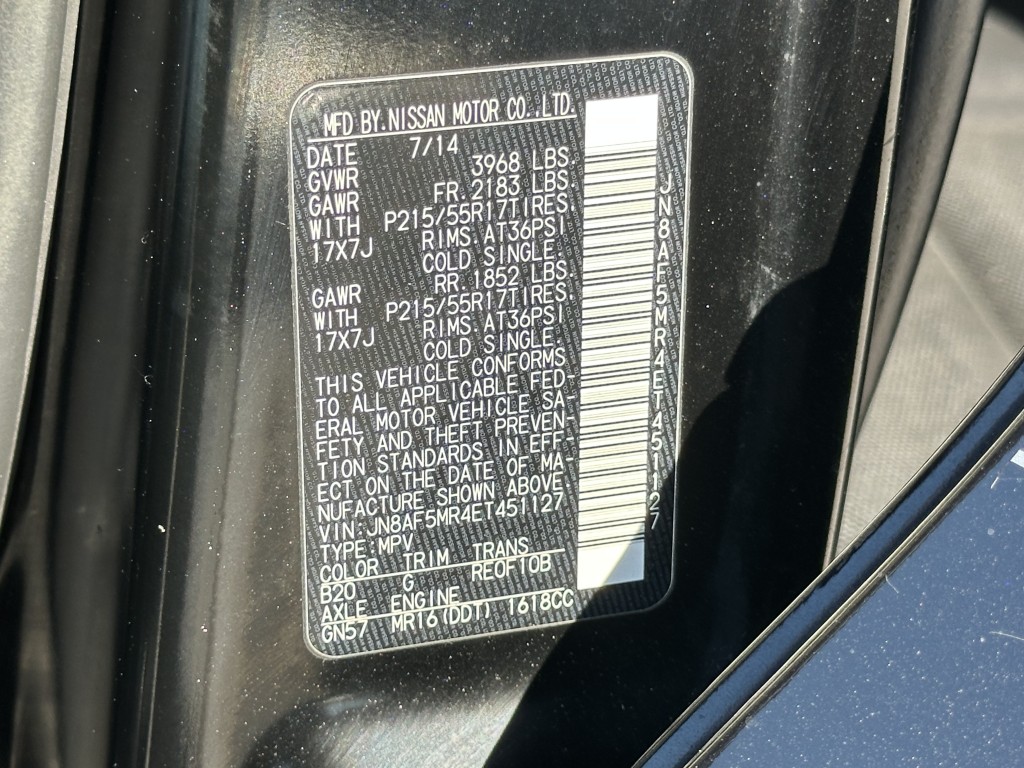 MFD BY.NISSAN MOTOR CO.,LTD.
DATE 7/14
GVWR 3968 LBS.
GAWR FR. 2183 LBS.
WITH P215/55R17TIRES.
17X7J RIMS.AT36PSI
COLD SINGLE.
GAWR RR.1852 LBS.
WITH P215/55R17TIRES.
17X7J RIMS.AT36PSI
COLD SINGLE.
THIS VEHICLE CONFORMS
TO ALL APPLICABLE FED-
ERAL MOTOR VEHICLE SA-
FETY AND THEFT PREVEN-
TION STANDARDS IN EFF-
ECT ON THE DATE OF MA-
NUFACTURE SHOWN ABOVE.
VIN:JN8AF5MR4ET451127
TYPE:MPV
COLOR TRIM TRANS
B20 G RE0F10B
AXLE ENGINE
GN57 MR16(DDT) 1618CC
JN8AF5MR4ET451127